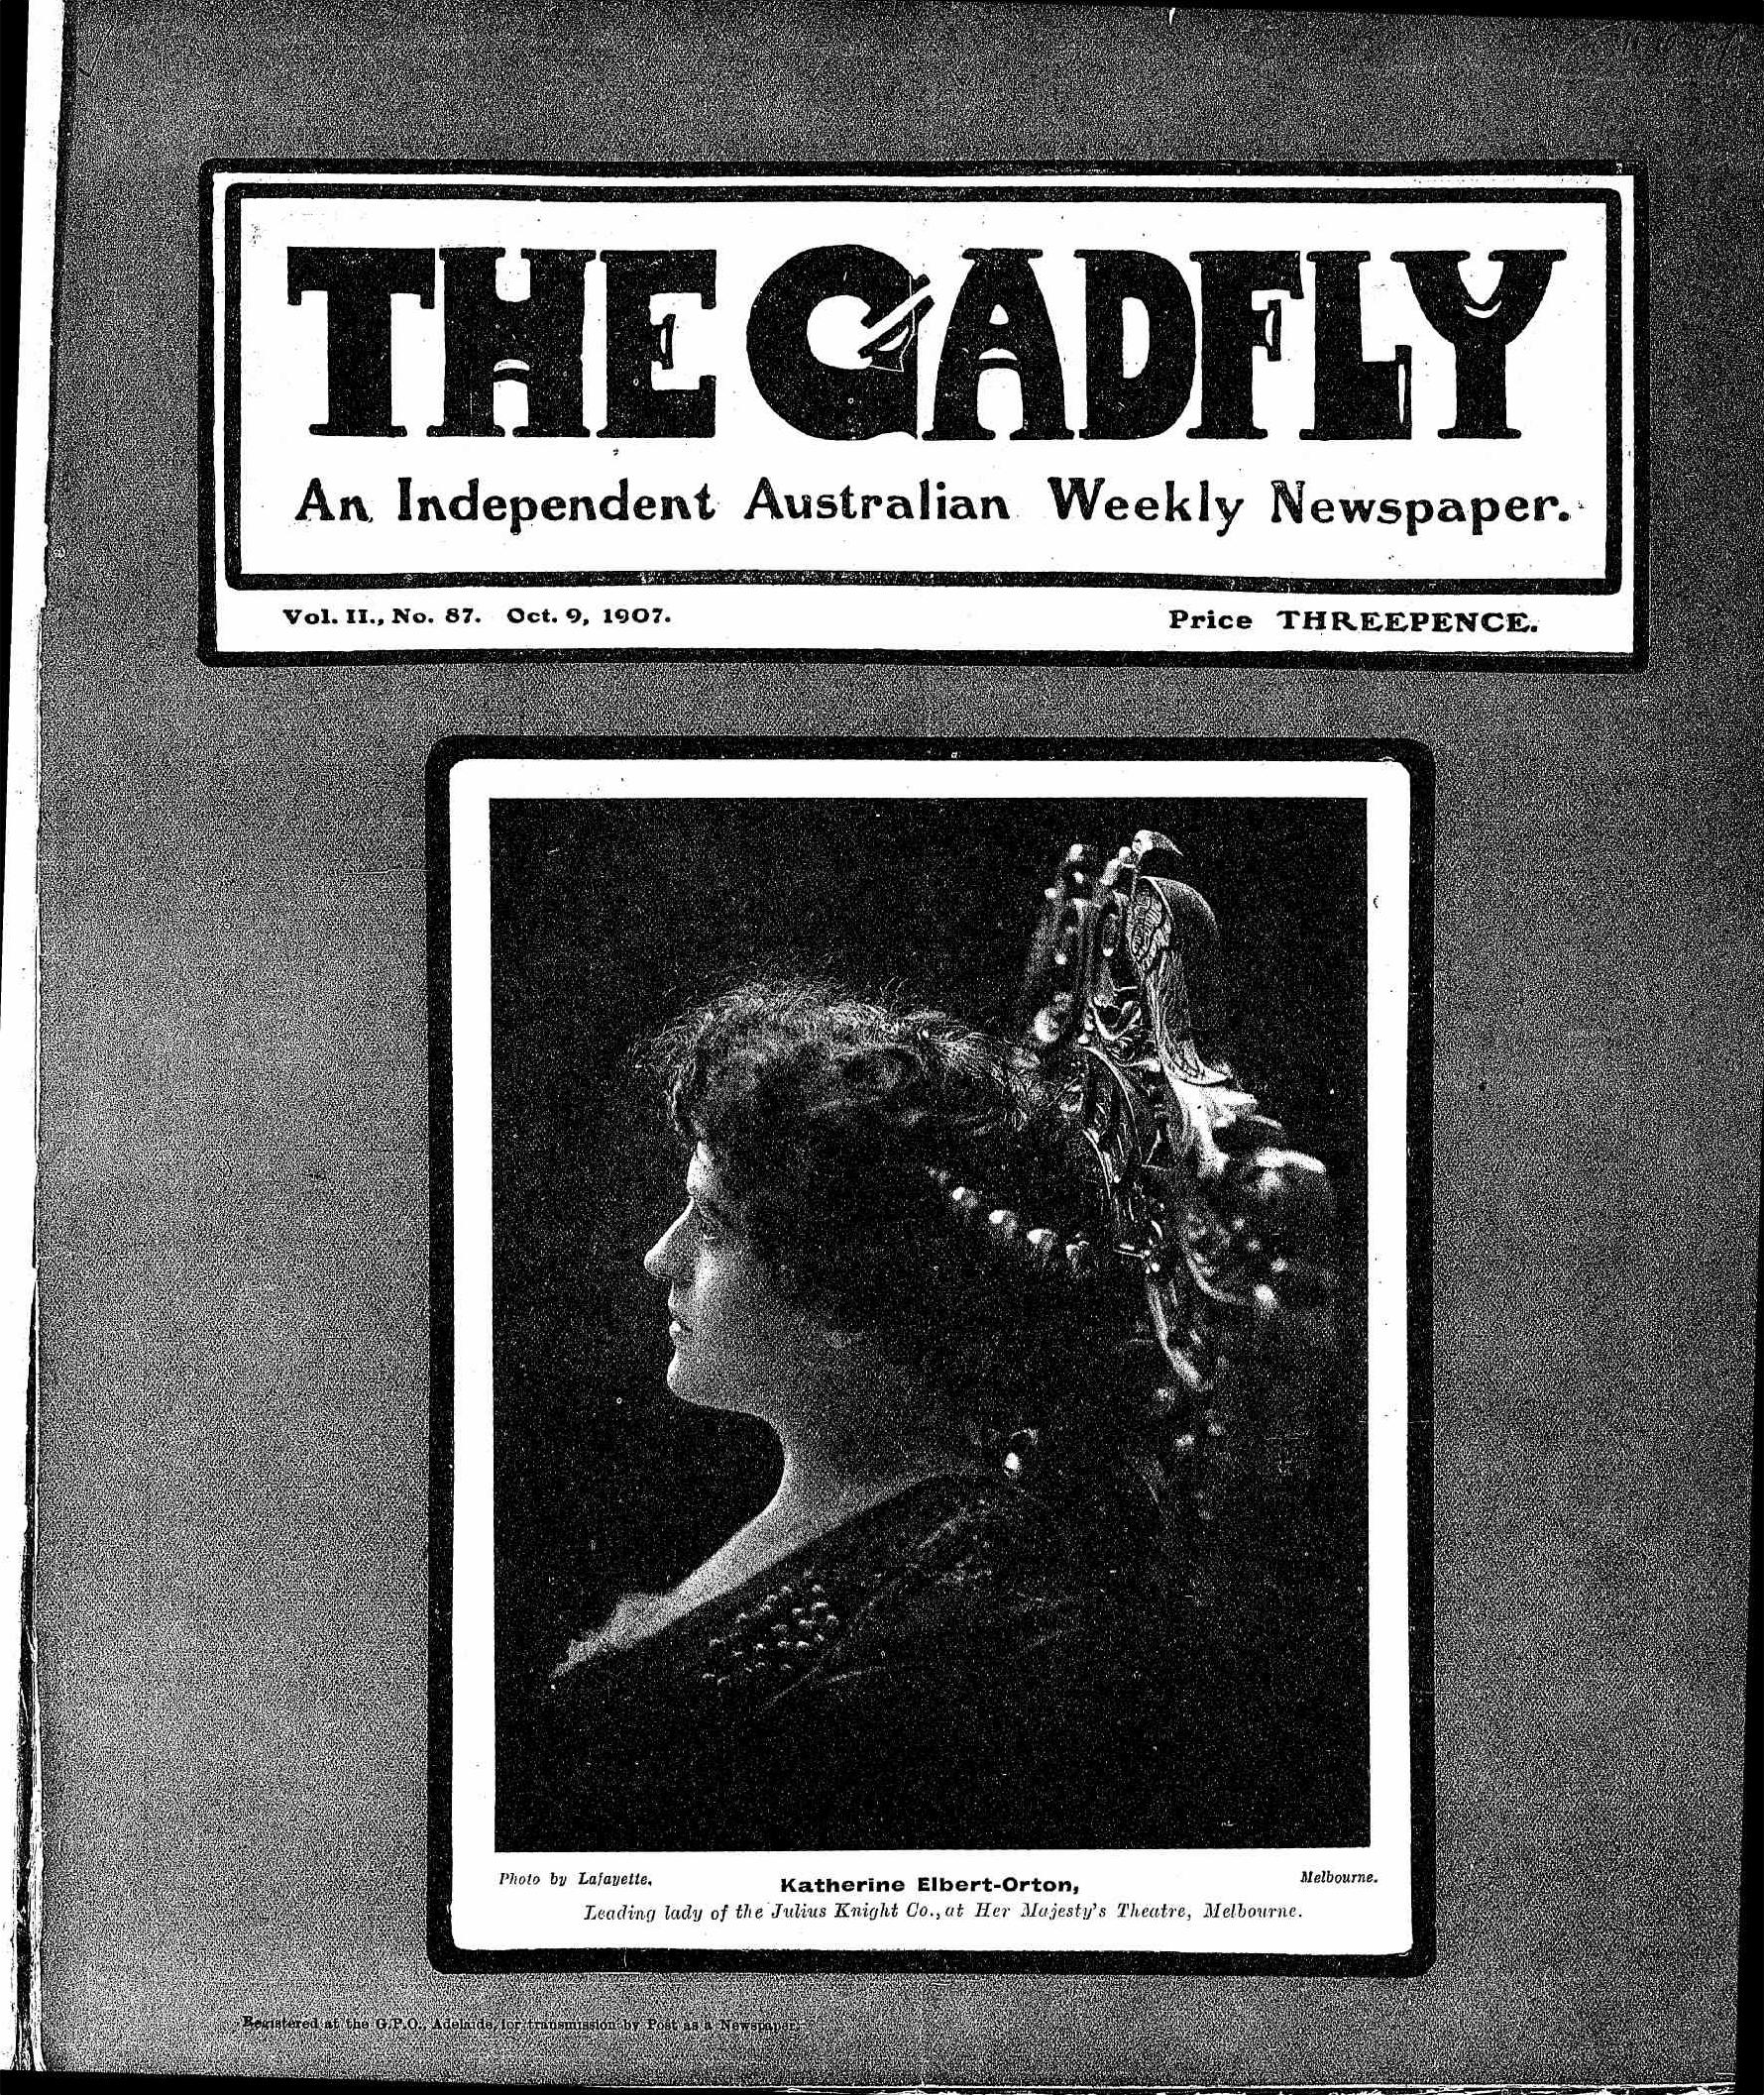 THE GADFLY
An Independent Australian Weekly Newspaper.
Vol. II., No. 87. Oct. 9, 1907. Price THREEPENCE.
Photo by Lafayette, Melbourne.
Katherine Elbert-Orton,
Leading lady of the Julius Knight Co., at Her Majesty's Theatre, Melbourne.
Registered at the G.P.O., Adelaide, for transmission by Post as a Newspaper.